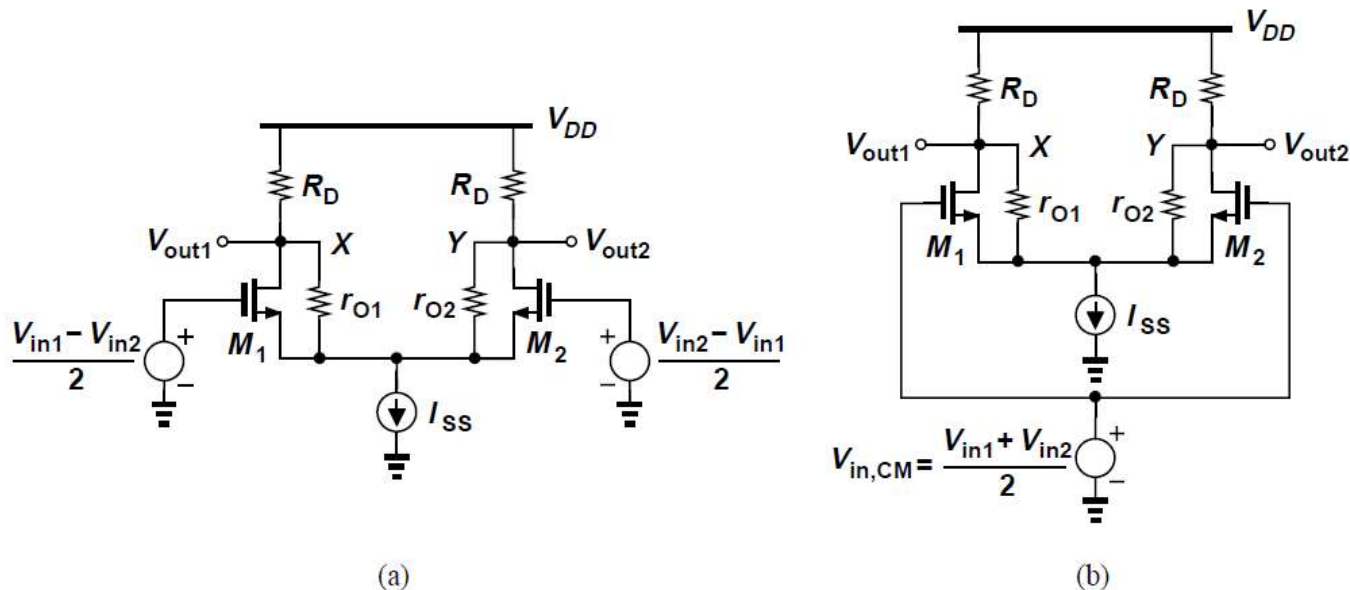 V_DD
R_D R_D
V_out1 X Y V_out2
r_O1 r_O2
M_1 M_2
V_in1 − V_in2
2
+
−
+
−
V_in2 − V_in1
2
I_SS
(a)
V_DD
R_D R_D
V_out1 X Y V_out2
r_O1 r_O2
M_1 M_2
I_SS
V_in,CM = V_in1 + V_in2
2
+
−
(b)